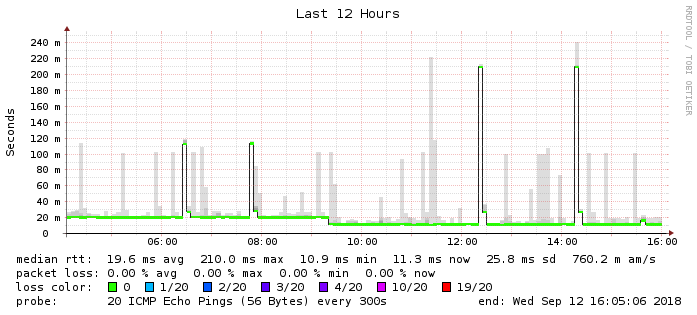 Last 12 Hours
RRDTOOL / TOBI OETIKER
Seconds
240 m
220 m
200 m
180 m
160 m
140 m
120 m
100 m
80 m
60 m
40 m
20 m
0
06:00 08:00 10:00 12:00 14:00 16:00
median rtt: 19.6 ms avg 210.0 ms max 10.9 ms min 11.3 ms now 25.8 ms sd 760.2 m am/s
packet loss: 0.00 % avg 0.00 % max 0.00 % min 0.00 % now
loss color: 0 1/20 2/20 3/20 4/20 10/20 19/20
probe: 20 ICMP Echo Pings (56 Bytes) every 300s end: Wed Sep 12 16:05:06 2018